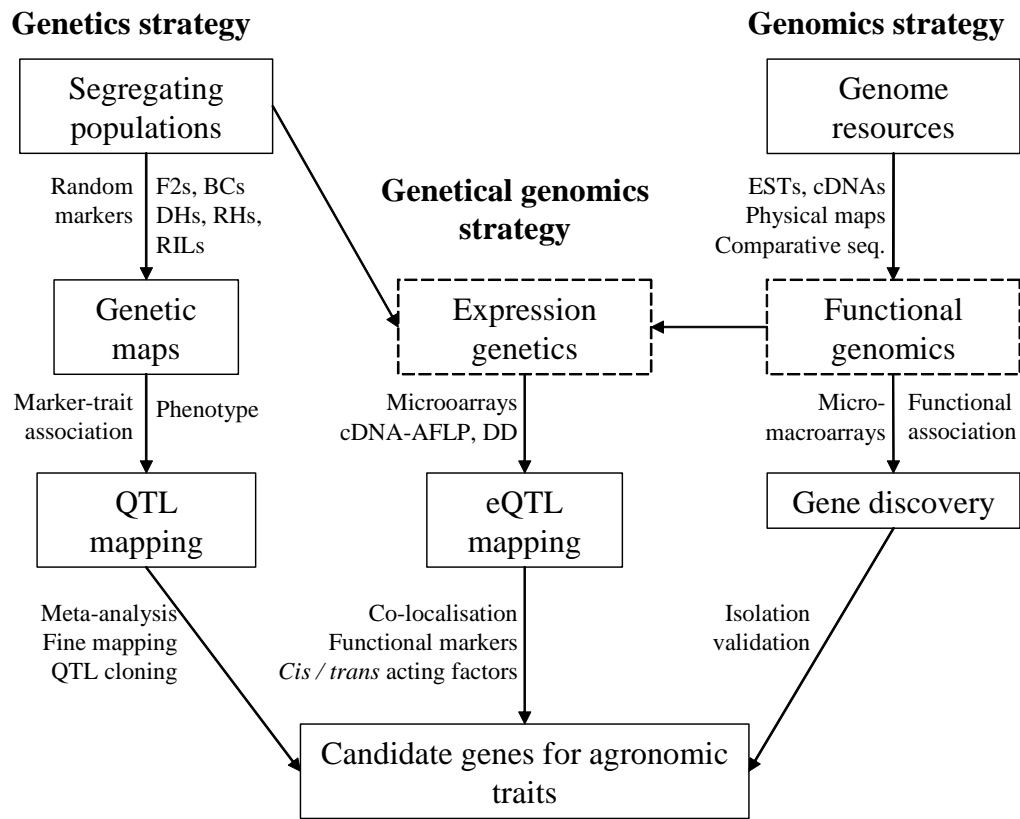 Genetics strategy
Genomics strategy
Segregating
populations
Genome
resources
Random
markers
F2s, BCs
DHs, RHs,
RILs
Genetical genomics
strategy
ESTs, cDNAs
Physical maps
Comparative seq.
Genetic
maps
Expression
genetics
Functional
genomics
Marker-trait
association
Phenotype
Microoarrays
cDNA-AFLP, DD
Micro-
macroarrays
Functional
association
QTL
mapping
eQTL
mapping
Gene discovery
Meta-analysis
Fine mapping
QTL cloning
Co-localisation
Functional markers
Cis / trans acting factors
Isolation
validation
Candidate genes for agronomic
traits